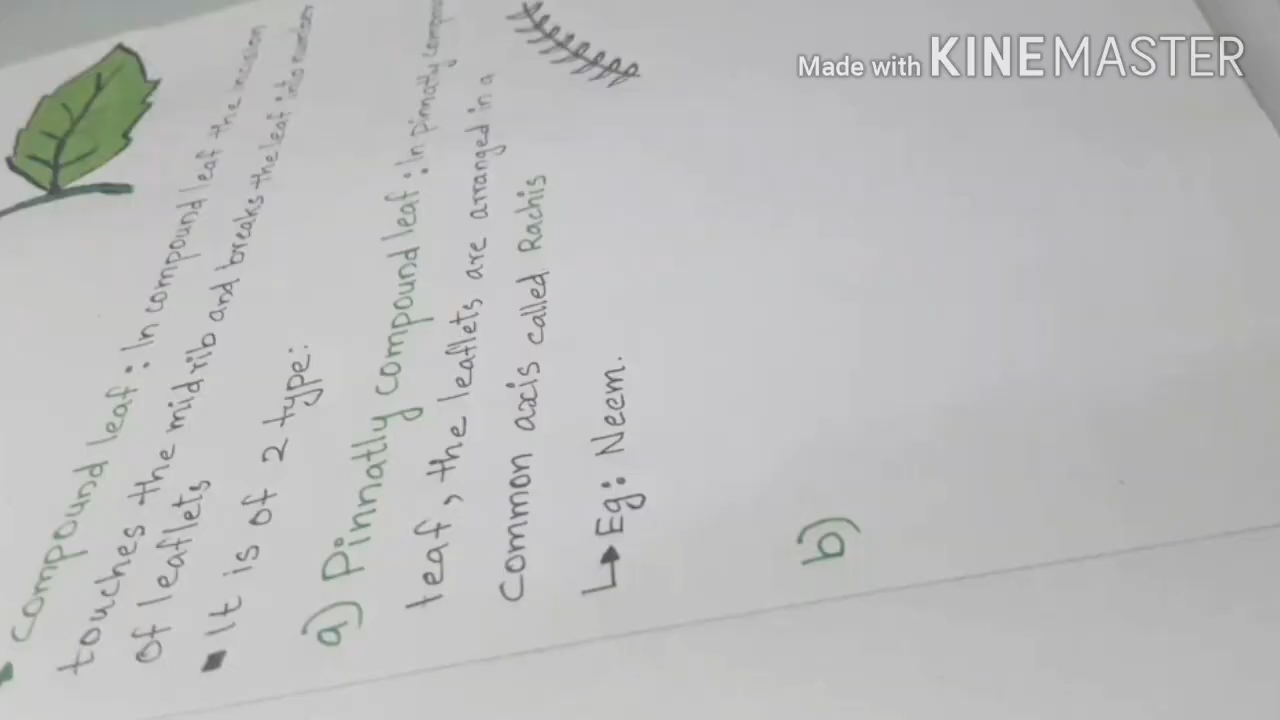 Made with KINEMASTER
Compound leaf : In compound leaf the incision
touches the midrib and breaks the leaf into number
of leaflets
■ It is of 2 type:
a) Pinnatly compound leaf : In pinnatly
leaf, the leaflets are arranged in a
Common axis called Rachis
↳ Eg: Neem.
b)